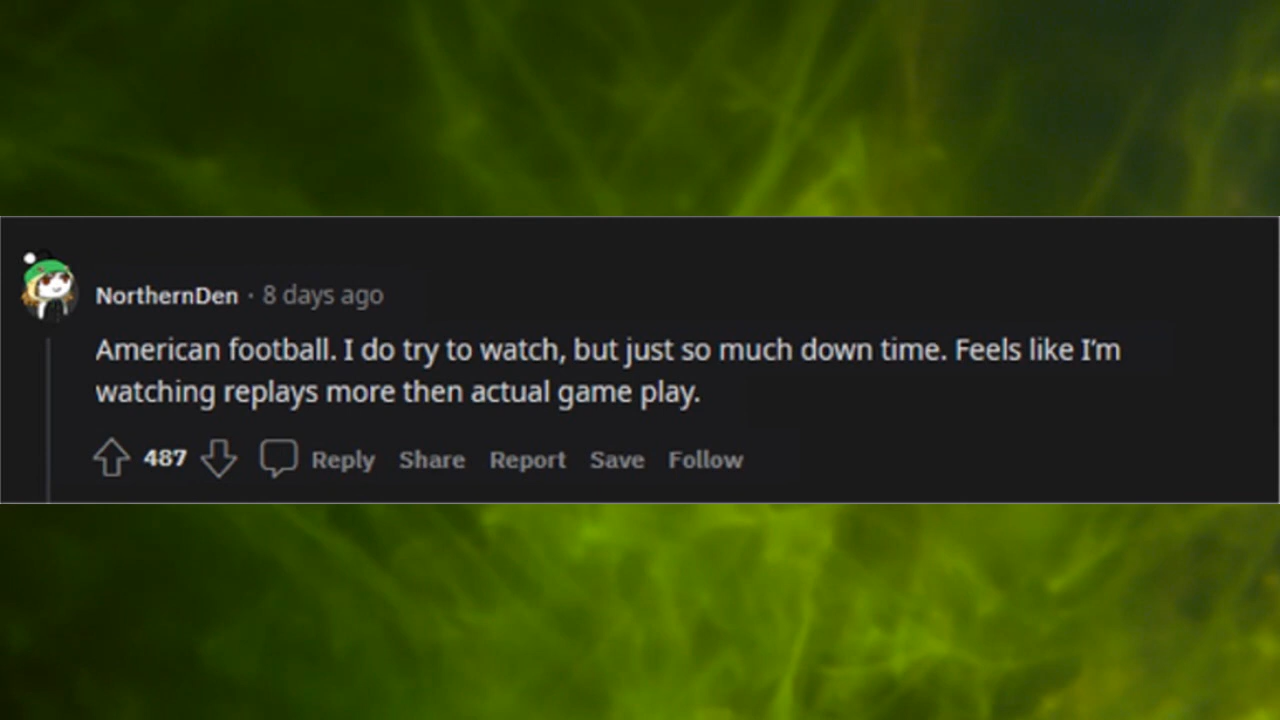 NorthernDen · 8 days ago
American football. I do try to watch, but just so much down time. Feels like I'm
watching replays more then actual game play.
487 Reply Share Report Save Follow